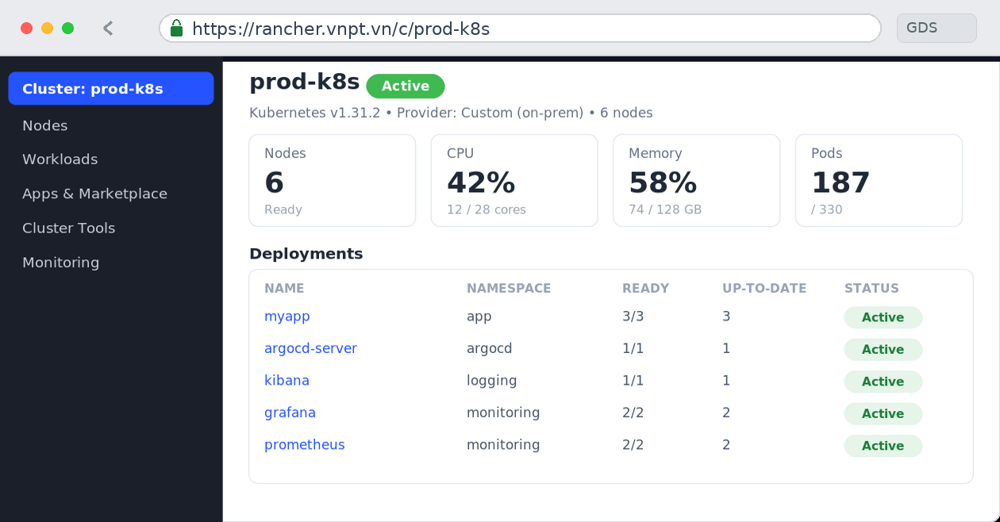 https://rancher.vnpt.vn/c/prod-k8s
GDS
Cluster: prod-k8s
Nodes
Workloads
Apps & Marketplace
Cluster Tools
Monitoring
prod-k8s Active
Kubernetes v1.31.2 • Provider: Custom (on-prem) • 6 nodes
Nodes
6
Ready
CPU
42%
12 / 28 cores
Memory
58%
74 / 128 GB
Pods
187
/ 330
Deployments
NAME NAMESPACE READY UP-TO-DATE STATUS
myapp app 3/3 3 Active
argocd-server argocd 1/1 1 Active
kibana logging 1/1 1 Active
grafana monitoring 2/2 2 Active
prometheus monitoring 2/2 2 Active